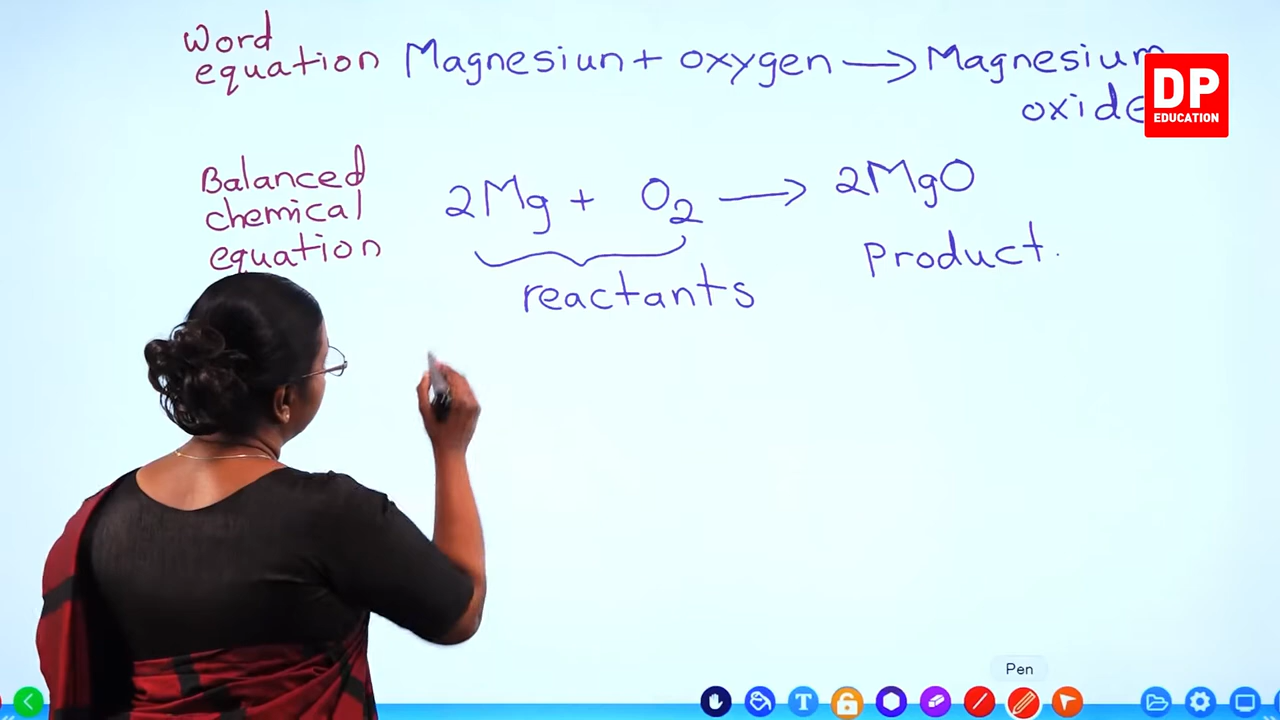 Word
equation Magnesiun + oxygen → Magnesium
oxide
Balanced
chemical
equation
2Mg + O₂ → 2MgO
reactants
Product.
DP
EDUCATION
Pen
T